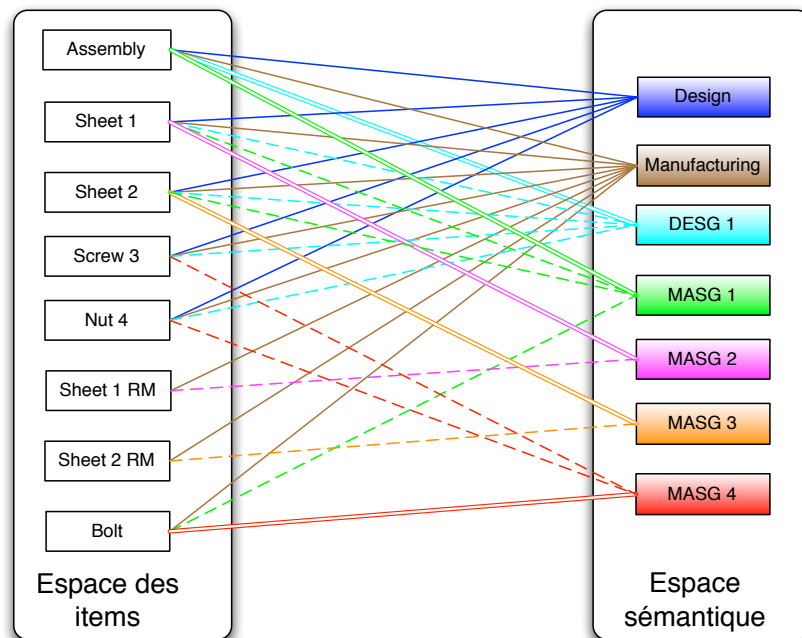 Assembly
Sheet 1
Sheet 2
Screw 3
Nut 4
Sheet 1 RM
Sheet 2 RM
Bolt
Espace des
items
Design
Manufacturing
DESG 1
MASG 1
MASG 2
MASG 3
MASG 4
Espace
sémantique